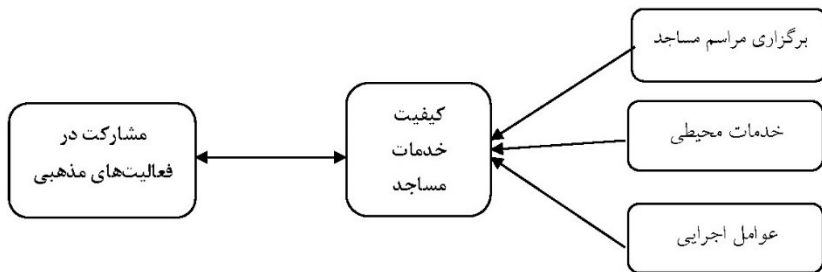 برگزاری مراسم مساجد
خدمات محیطی
عوامل اجرایی
کیفیت
خدمات
مساجد
مشارکت در
فعالیت‌های مذهبی